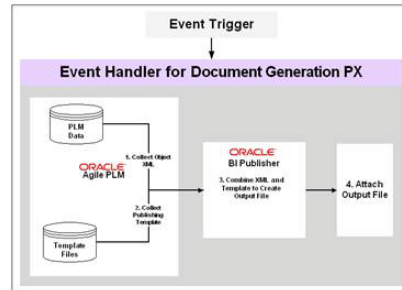 Event Trigger
Event Handler for Document Generation PX
PLM
Data
1. Collect Object
XML
ORACLE
Agile PLM
2. Collect
Publishing
Template
Template
Files
ORACLE
BI Publisher
3. Combine XML and
Template to Create
Output File
4. Attach
Output File